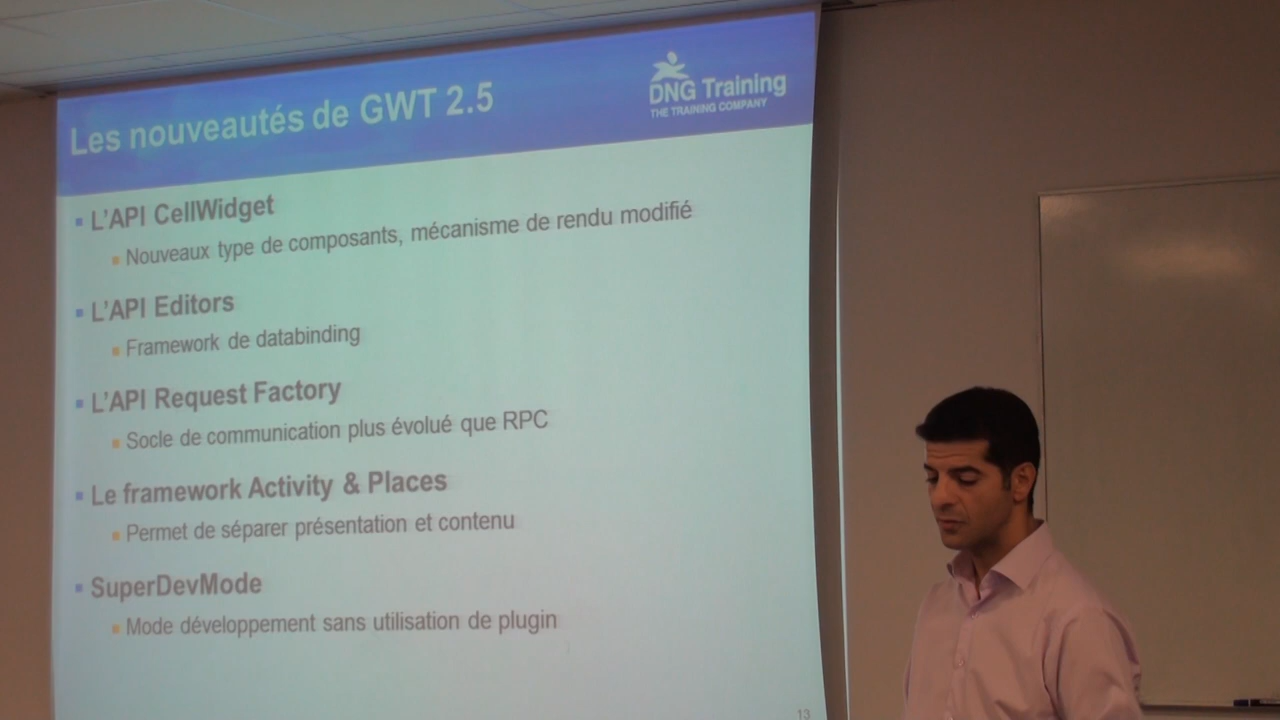 Les nouveautés de GWT 2.5
DNG Training
THE TRAINING COMPANY
L'API CellWidget
Nouveaux type de composants, mécanisme de rendu modifié
L'API Editors
Framework de databinding
L'API Request Factory
Socle de communication plus évolué que RPC
Le framework Activity & Places
Permet de séparer présentation et contenu
SuperDevMode
Mode développement sans utilisation de plugin
13